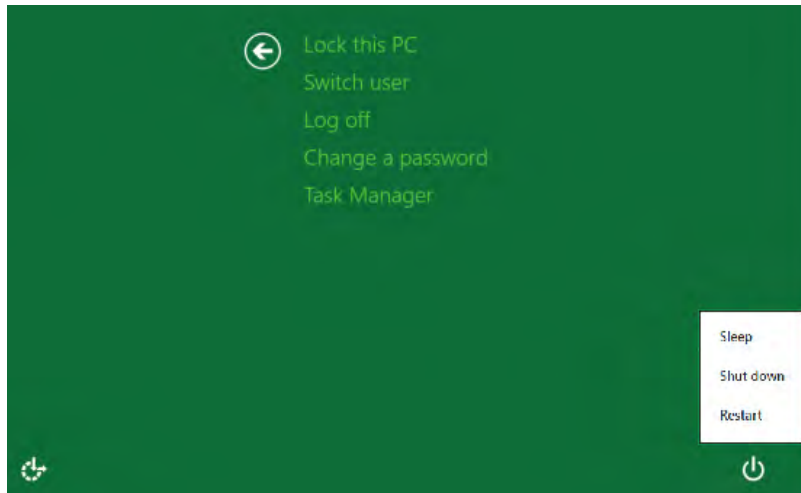 Lock this PC
Switch user
Log off
Change a password
Task Manager
Sleep
Shut down
Restart